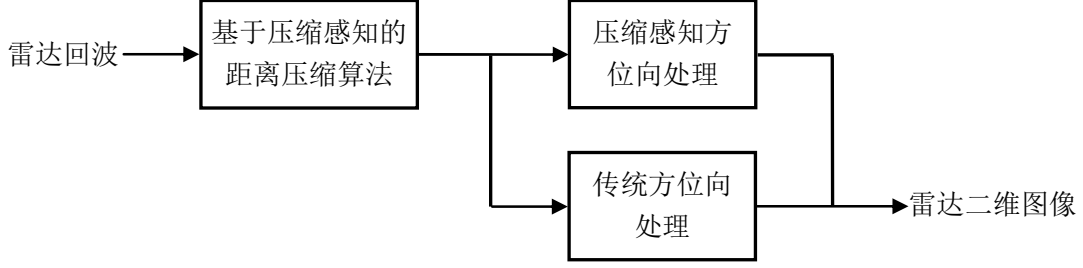 雷达回波
基于压缩感知的
距离压缩算法
压缩感知方
位向处理
传统方位向
处理
雷达二维图像